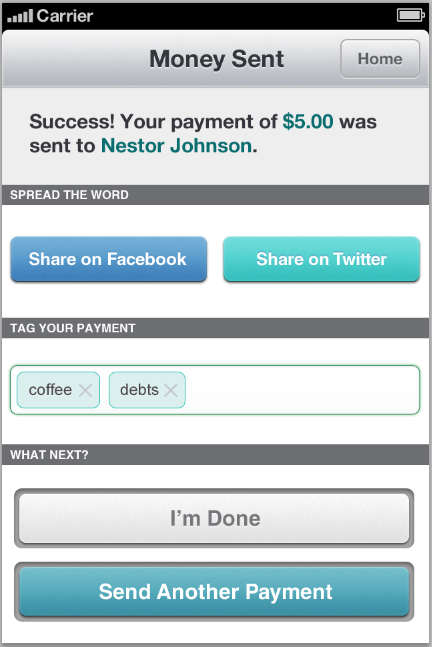 Carrier
Money Sent
Home
Success! Your payment of $5.00 was
sent to Nestor Johnson.
SPREAD THE WORD
Share on Facebook
Share on Twitter
TAG YOUR PAYMENT
coffee
debts
WHAT NEXT?
I’m Done
Send Another Payment